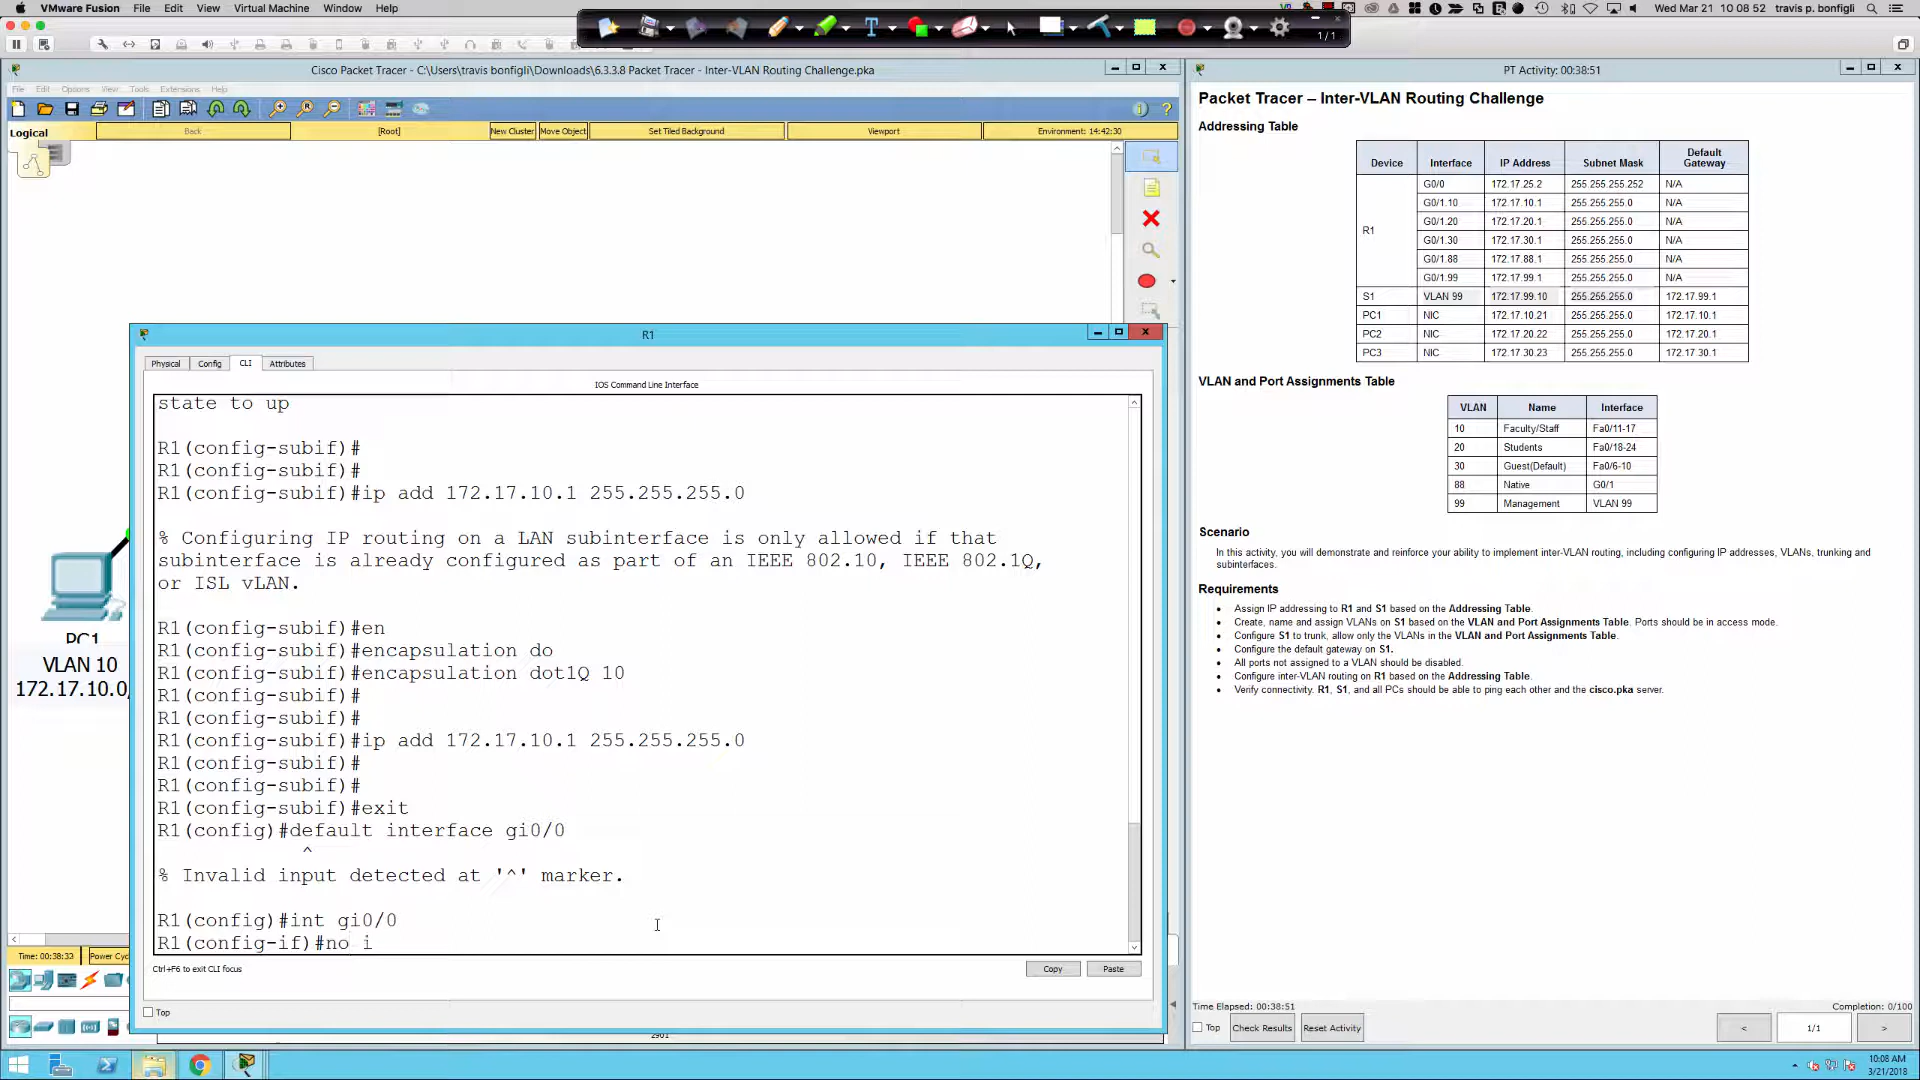 VMware Fusion File Edit View Virtual Machine Window Help
travis p. bonfigli
Wed Mar 21 10 08 52
1/1
Cisco Packet Tracer - C:\Users\travis bonfigli\Downloads\6.3.3.8 Packet Tracer - Inter-VLAN Routing Challenge.pka
File Edit Options View Tools Extensions Help
Logical
Back
[Root]
New Cluster
Move Object
Set Tiled Background
Viewport
Environment: 14:42:30
PC1
VLAN 10
172.17.10.0
R1
Physical Config CLI Attributes
IOS Command Line Interface
state to up
R1(config-subif)#
R1(config-subif)#
R1(config-subif)#ip add 172.17.10.1 255.255.255.0
% Configuring IP routing on a LAN subinterface is only allowed if that
subinterface is already configured as part of an IEEE 802.10, IEEE 802.1Q,
or ISL vLAN.
R1(config-subif)#en
R1(config-subif)#encapsulation do
R1(config-subif)#encapsulation dot1Q 10
R1(config-subif)#
R1(config-subif)#
R1(config-subif)#ip add 172.17.10.1 255.255.255.0
R1(config-subif)#
R1(config-subif)#
R1(config-subif)#exit
R1(config)#default interface gi0/0
^
% Invalid input detected at '^' marker.
R1(config)#int gi0/0
R1(config-if)#no i
Ctrl+F6 to exit CLI focus
Copy
Paste
Top
Time: 00:38:33
Power Cyc
2901
PT Activity: 00:38:51
Packet Tracer – Inter-VLAN Routing Challenge
Addressing Table
Device Interface IP Address Subnet Mask Default Gateway
R1 G0/0 172.17.25.2 255.255.255.252 N/A
G0/1.10 172.17.10.1 255.255.255.0 N/A
G0/1.20 172.17.20.1 255.255.255.0 N/A
G0/1.30 172.17.30.1 255.255.255.0 N/A
G0/1.88 172.17.88.1 255.255.255.0 N/A
G0/1.99 172.17.99.1 255.255.255.0 N/A
S1 VLAN 99 172.17.99.10 255.255.255.0 172.17.99.1
PC1 NIC 172.17.10.21 255.255.255.0 172.17.10.1
PC2 NIC 172.17.20.22 255.255.255.0 172.17.20.1
PC3 NIC 172.17.30.23 255.255.255.0 172.17 30.1
VLAN and Port Assignments Table
VLAN Name Interface
10 Faculty/Staff Fa0/11-17
20 Students Fa0/18-24
30 Guest(Default) Fa0/6-10
88 Native G0/1
99 Management VLAN 99
Scenario
In this activity, you will demonstrate and reinforce your ability to implement inter-VLAN routing, including configuring IP addresses, VLANs, trunking and
subinterfaces.
Requirements
Assign IP addressing to R1 and S1 based on the Addressing Table.
Create, name and assign VLANs on S1 based on the VLAN and Port Assignments Table. Ports should be in access mode.
Configure S1 to trunk, allow only the VLANs in the VLAN and Port Assignments Table.
Configure the default gateway on S1.
All ports not assigned to a VLAN should be disabled.
Configure inter-VLAN routing on R1 based on the Addressing Table.
Verify connectivity. R1, S1, and all PCs should be able to ping each other and the cisco.pka server.
Time Elapsed: 00:38:51
Completion: 0/100
Top
Check Results
Reset Activity
<
1/1
>
10:08 AM
3/21/2018